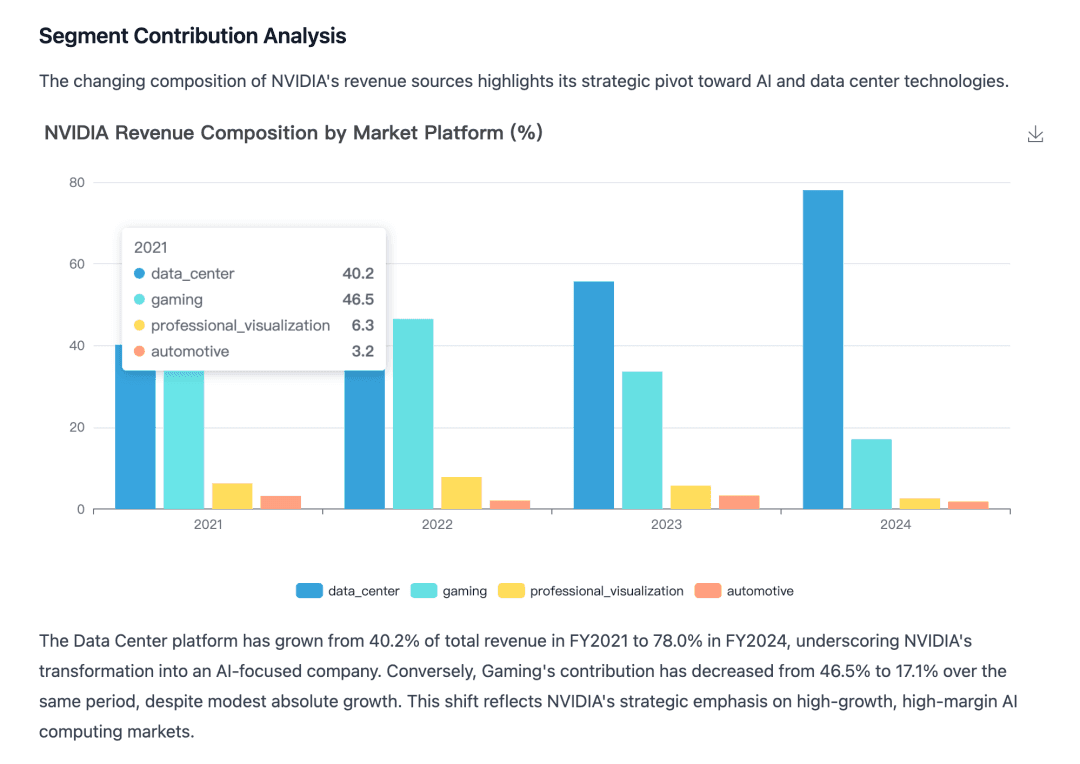 Segment Contribution Analysis
The changing composition of NVIDIA's revenue sources highlights its strategic pivot toward AI and data center technologies.
NVIDIA Revenue Composition by Market Platform (%)
80
60
40
20
0
2021
data_center 40.2
gaming 46.5
professional_visualization 6.3
automotive 3.2
2021 2022 2023 2024
data_center gaming professional_visualization automotive
The Data Center platform has grown from 40.2% of total revenue in FY2021 to 78.0% in FY2024, underscoring NVIDIA's
transformation into an AI-focused company. Conversely, Gaming's contribution has decreased from 46.5% to 17.1% over the
same period, despite modest absolute growth. This shift reflects NVIDIA's strategic emphasis on high-growth, high-margin AI
computing markets.